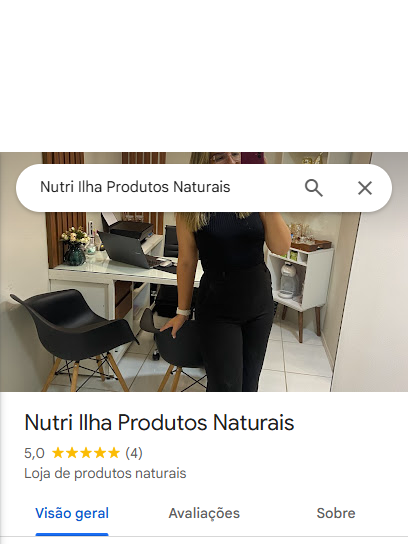 Nutri Ilha Produtos Naturais
Nutri Ilha Produtos Naturais
5,0 ★★★★★ (4)
Loja de produtos naturais
Visão geral Avaliações Sobre